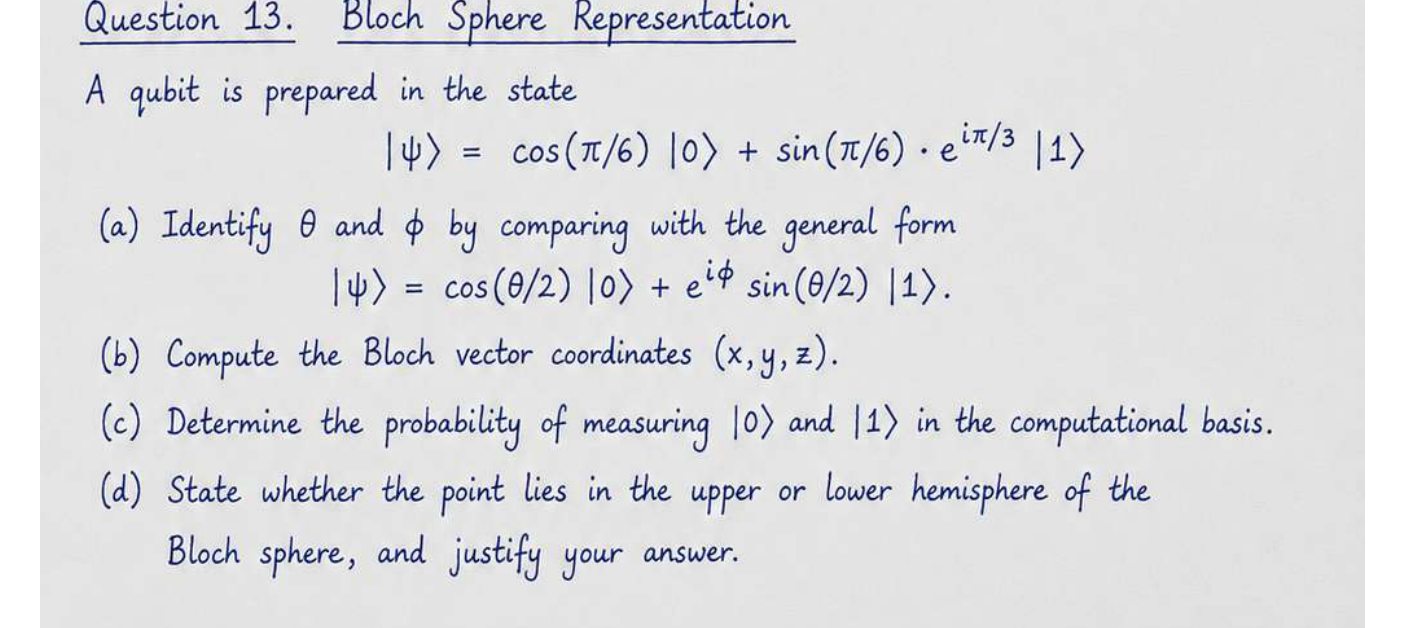 Question 13. Bloch Sphere Representation
A qubit is prepared in the state
|ψ⟩ = cos(π/6) |0⟩ + sin(π/6) · e^{iπ/3} |1⟩
(a) Identify θ and ϕ by comparing with the general form
|ψ⟩ = cos(θ/2) |0⟩ + e^{iϕ} sin(θ/2) |1⟩.
(b) Compute the Bloch vector coordinates (x, y, z).
(c) Determine the probability of measuring |0⟩ and |1⟩ in the computational basis.
(d) State whether the point lies in the upper or lower hemisphere of the
Bloch sphere, and justify your answer.